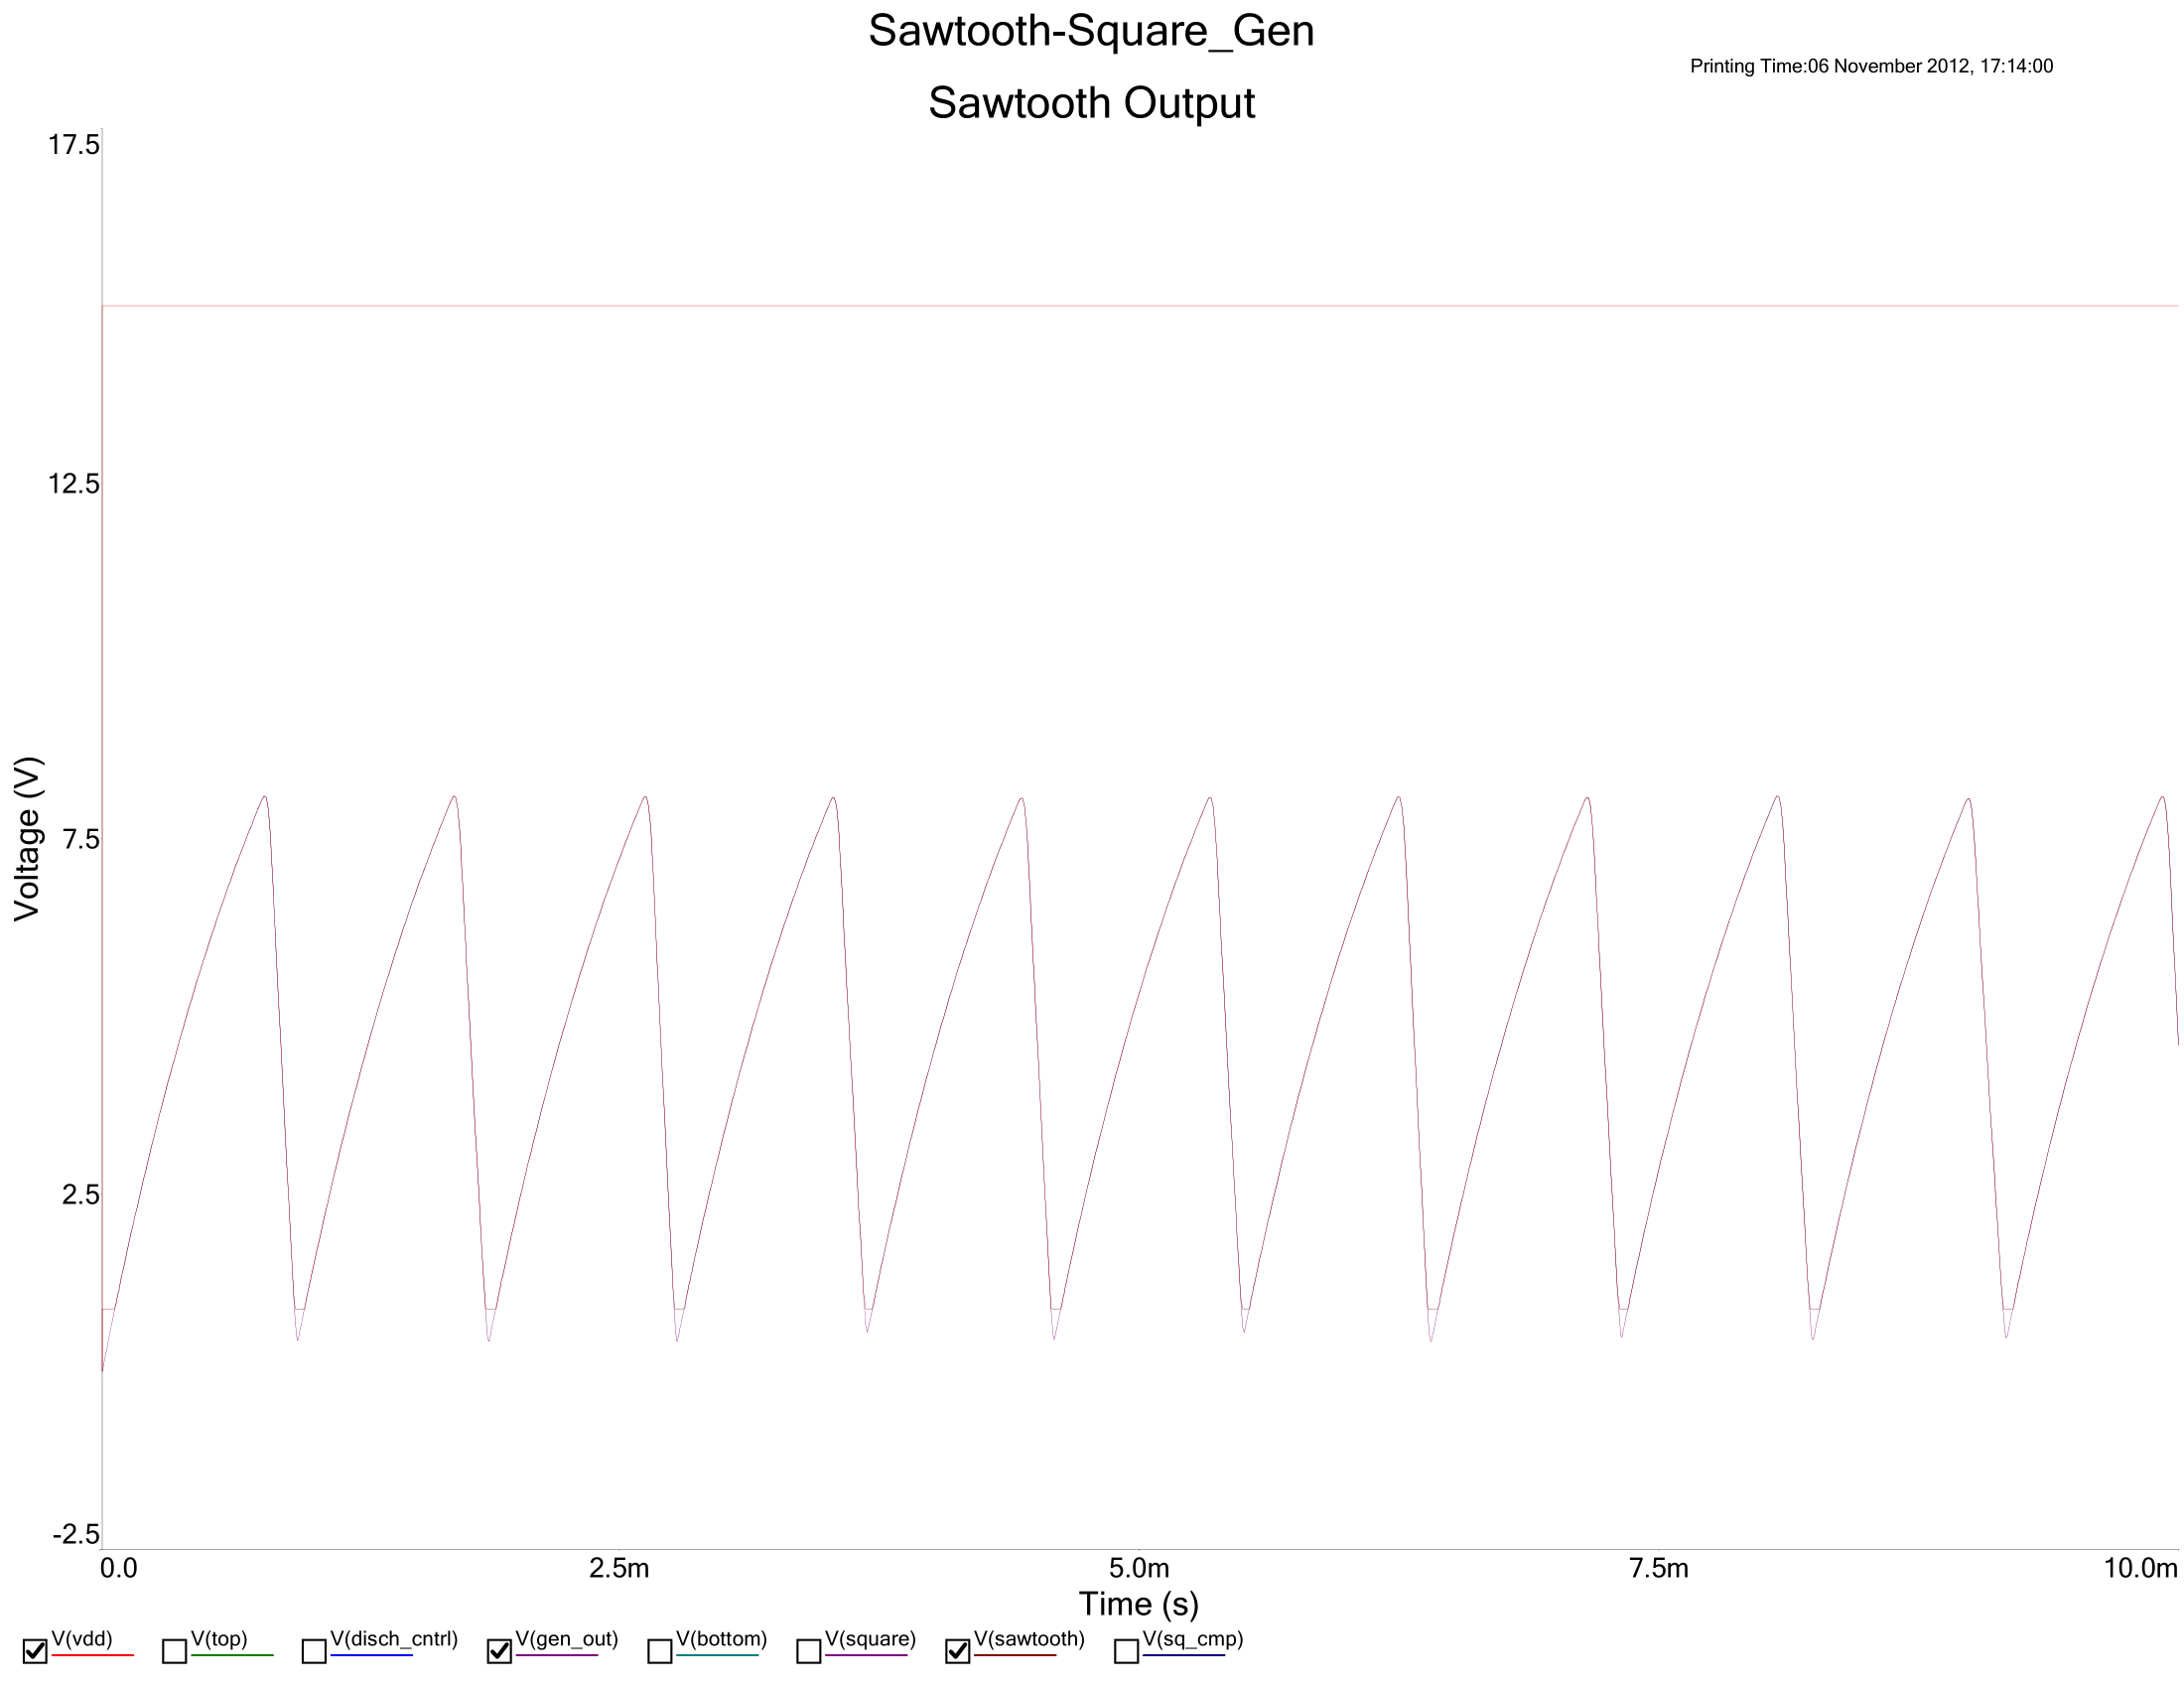 Sawtooth-Square_Gen
Printing Time:06 November 2012, 17:14:00
Sawtooth Output
17.5
12.5
7.5
2.5
-2.5
Voltage (V)
0.0 2.5m 5.0m 7.5m 10.0m
Time (s)
V(vdd) V(top) V(disch_cntrl) V(gen_out) V(bottom) V(square) V(sawtooth) V(sq_cmp)